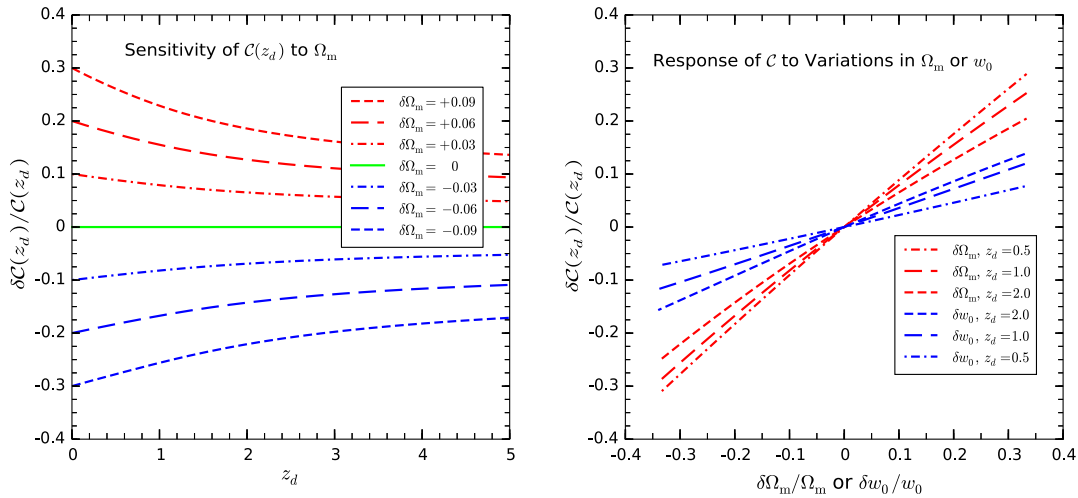 Sensitivity of 𝒞(z_d) to Ω_m
0.4
0.3
0.2
0.1
0
-0.1
-0.2
-0.3
-0.4
δ𝒞(z_d)/𝒞(z_d)
δΩ_m = +0.09
δΩ_m = +0.06
δΩ_m = +0.03
δΩ_m = 0
δΩ_m = −0.03
δΩ_m = −0.06
δΩ_m = −0.09
0 1 2 3 4 5
z_d
Response of 𝒞 to Variations in Ω_m or w_0
0.4
0.3
0.2
0.1
0
-0.1
-0.2
-0.3
-0.4
δ𝒞(z_d)/𝒞(z_d)
δΩ_m, z_d = 0.5
δΩ_m, z_d = 1.0
δΩ_m, z_d = 2.0
δw_0, z_d = 2.0
δw_0, z_d = 1.0
δw_0, z_d = 0.5
-0.4 -0.3 -0.2 -0.1 0 0.1 0.2 0.3 0.4
δΩ_m/Ω_m or δw_0/w_0